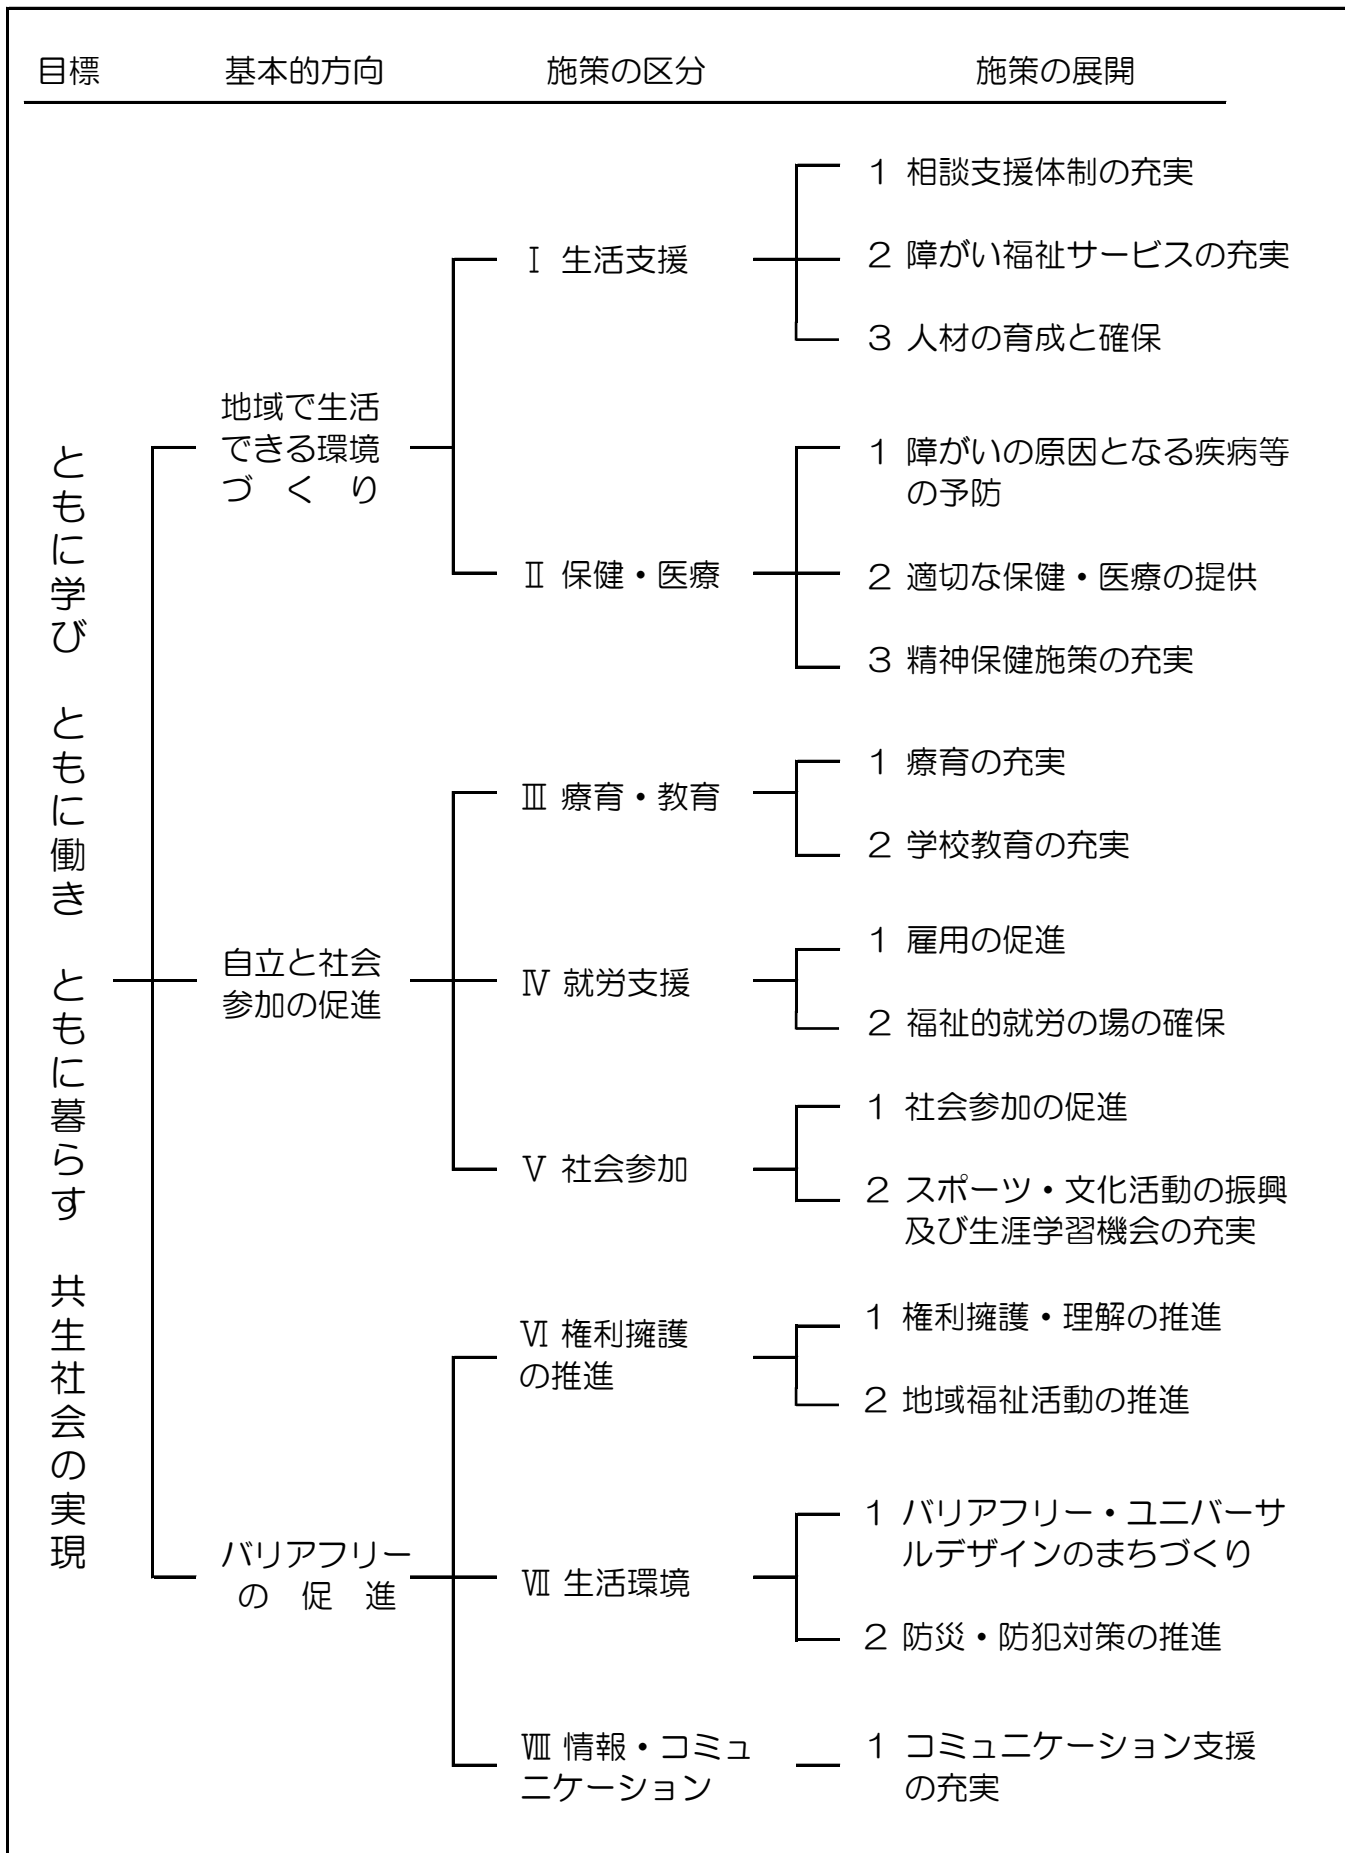 目標 基本的方向 施策の区分 施策の展開
ともに学び ともに働き ともに暮らす 共生社会の実現
地域で生活
できる環境
づくり
Ⅰ 生活支援
1 相談支援体制の充実
2 障がい福祉サービスの充実
3 人材の育成と確保
Ⅱ 保健・医療
1 障がいの原因となる疾病等
の予防
2 適切な保健・医療の提供
3 精神保健施策の充実
自立と社会
参加の促進
Ⅲ 療育・教育
1 療育の充実
2 学校教育の充実
Ⅳ 就労支援
1 雇用の促進
2 福祉的就労の場の確保
Ⅴ 社会参加
1 社会参加の促進
2 スポーツ・文化活動の振興
及び生涯学習機会の充実
バリアフリー
の促進
Ⅵ 権利擁護
の推進
1 権利擁護・理解の推進
2 地域福祉活動の推進
Ⅶ 生活環境
1 バリアフリー・ユニバーサ
ルデザインのまちづくり
2 防災・防犯対策の推進
Ⅷ 情報・コミュ
ニケーション
1 コミュニケーション支援
の充実